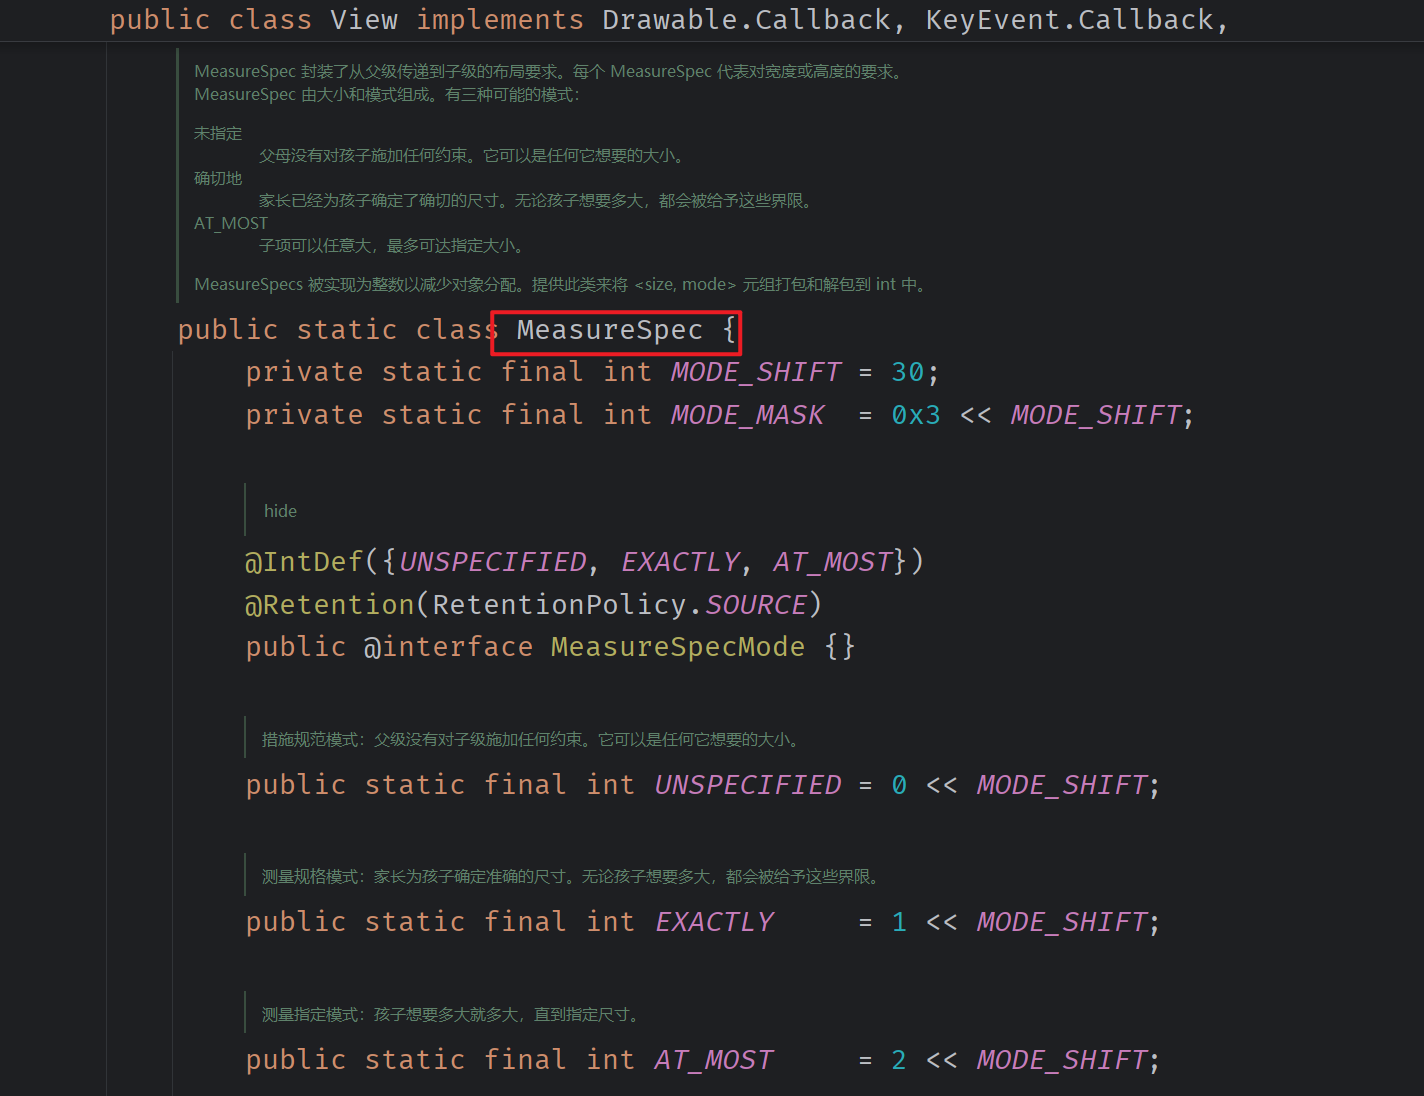 public class View implements Drawable.Callback, KeyEvent.Callback,
MeasureSpec 封装了从父级传递到子级的布局要求。每个 MeasureSpec 代表对宽度或高度的要求。
MeasureSpec 由大小和模式组成。有三种可能的模式：
未指定
父母没有对孩子施加任何约束。它可以是任何它想要的大小。
确切地
家长已经为孩子确定了确切的尺寸。无论孩子想要多大，都会被给予这些界限。
AT_MOST
子项可以任意大，最多可达指定大小。
MeasureSpecs 被实现为整数以减少对象分配。提供此类来将 <size, mode> 元组打包和解包到 int 中。
public static class MeasureSpec {
private static final int MODE_SHIFT = 30;
private static final int MODE_MASK  = 0x3 << MODE_SHIFT;
hide
@IntDef({UNSPECIFIED, EXACTLY, AT_MOST})
@Retention(RetentionPolicy.SOURCE)
public @interface MeasureSpecMode {}
措施规范模式：父级没有对子级施加任何约束。它可以是任何它想要的大小。
public static final int UNSPECIFIED = 0 << MODE_SHIFT;
测量规格模式：家长为孩子确定准确的尺寸。无论孩子想要多大，都会被给予这些界限。
public static final int EXACTLY     = 1 << MODE_SHIFT;
测量指定模式：孩子想要多大就多大，直到指定尺寸。
public static final int AT_MOST     = 2 << MODE_SHIFT;